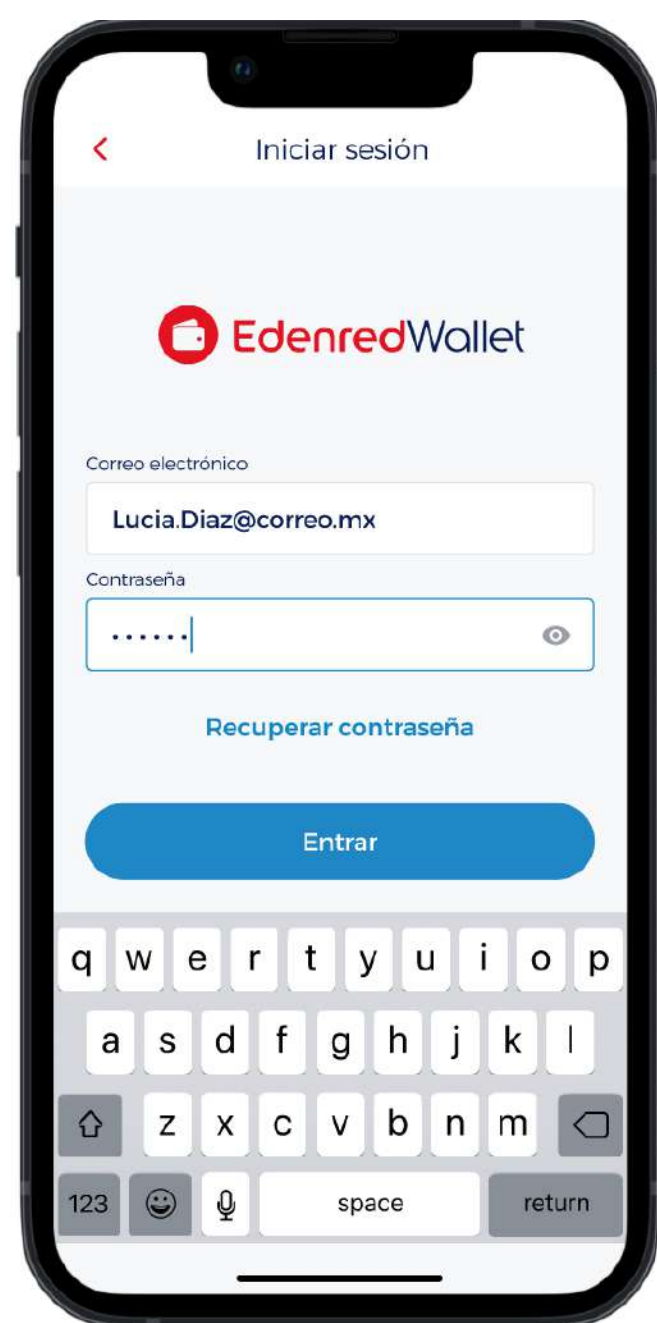 Iniciar sesión
EdenredWallet
Correo electrónico
Lucia.Diaz@correo.mx
Contraseña
••••••
Recuperar contraseña
Entrar
q w e r t y u i o p
a s d f g h j k l
z x c v b n m
123 space return